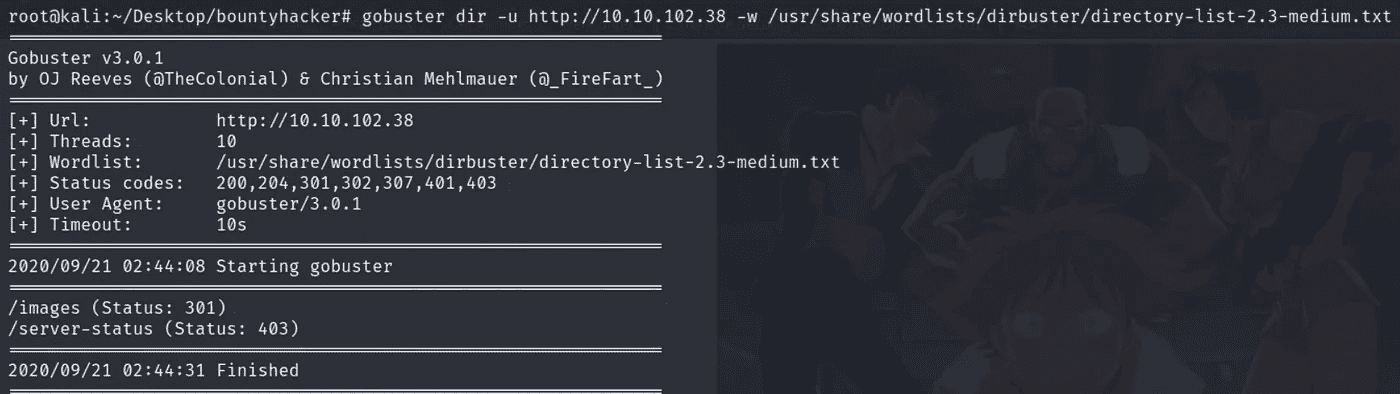 root@kali:~/Desktop/bountyhacker# gobuster dir -u http://10.10.102.38 -w /usr/share/wordlists/dirbuster/directory-list-2.3-medium.txt
===============================================================
Gobuster v3.0.1
by OJ Reeves (@TheColonial) & Christian Mehlmauer (@_FireFart_)
===============================================================
[+] Url:            http://10.10.102.38
[+] Threads:        10
[+] Wordlist:       /usr/share/wordlists/dirbuster/directory-list-2.3-medium.txt
[+] Status codes:   200,204,301,302,307,401,403
[+] User Agent:     gobuster/3.0.1
[+] Timeout:        10s
===============================================================
2020/09/21 02:44:08 Starting gobuster
===============================================================
/images (Status: 301)
/server-status (Status: 403)
===============================================================
2020/09/21 02:44:31 Finished
===============================================================